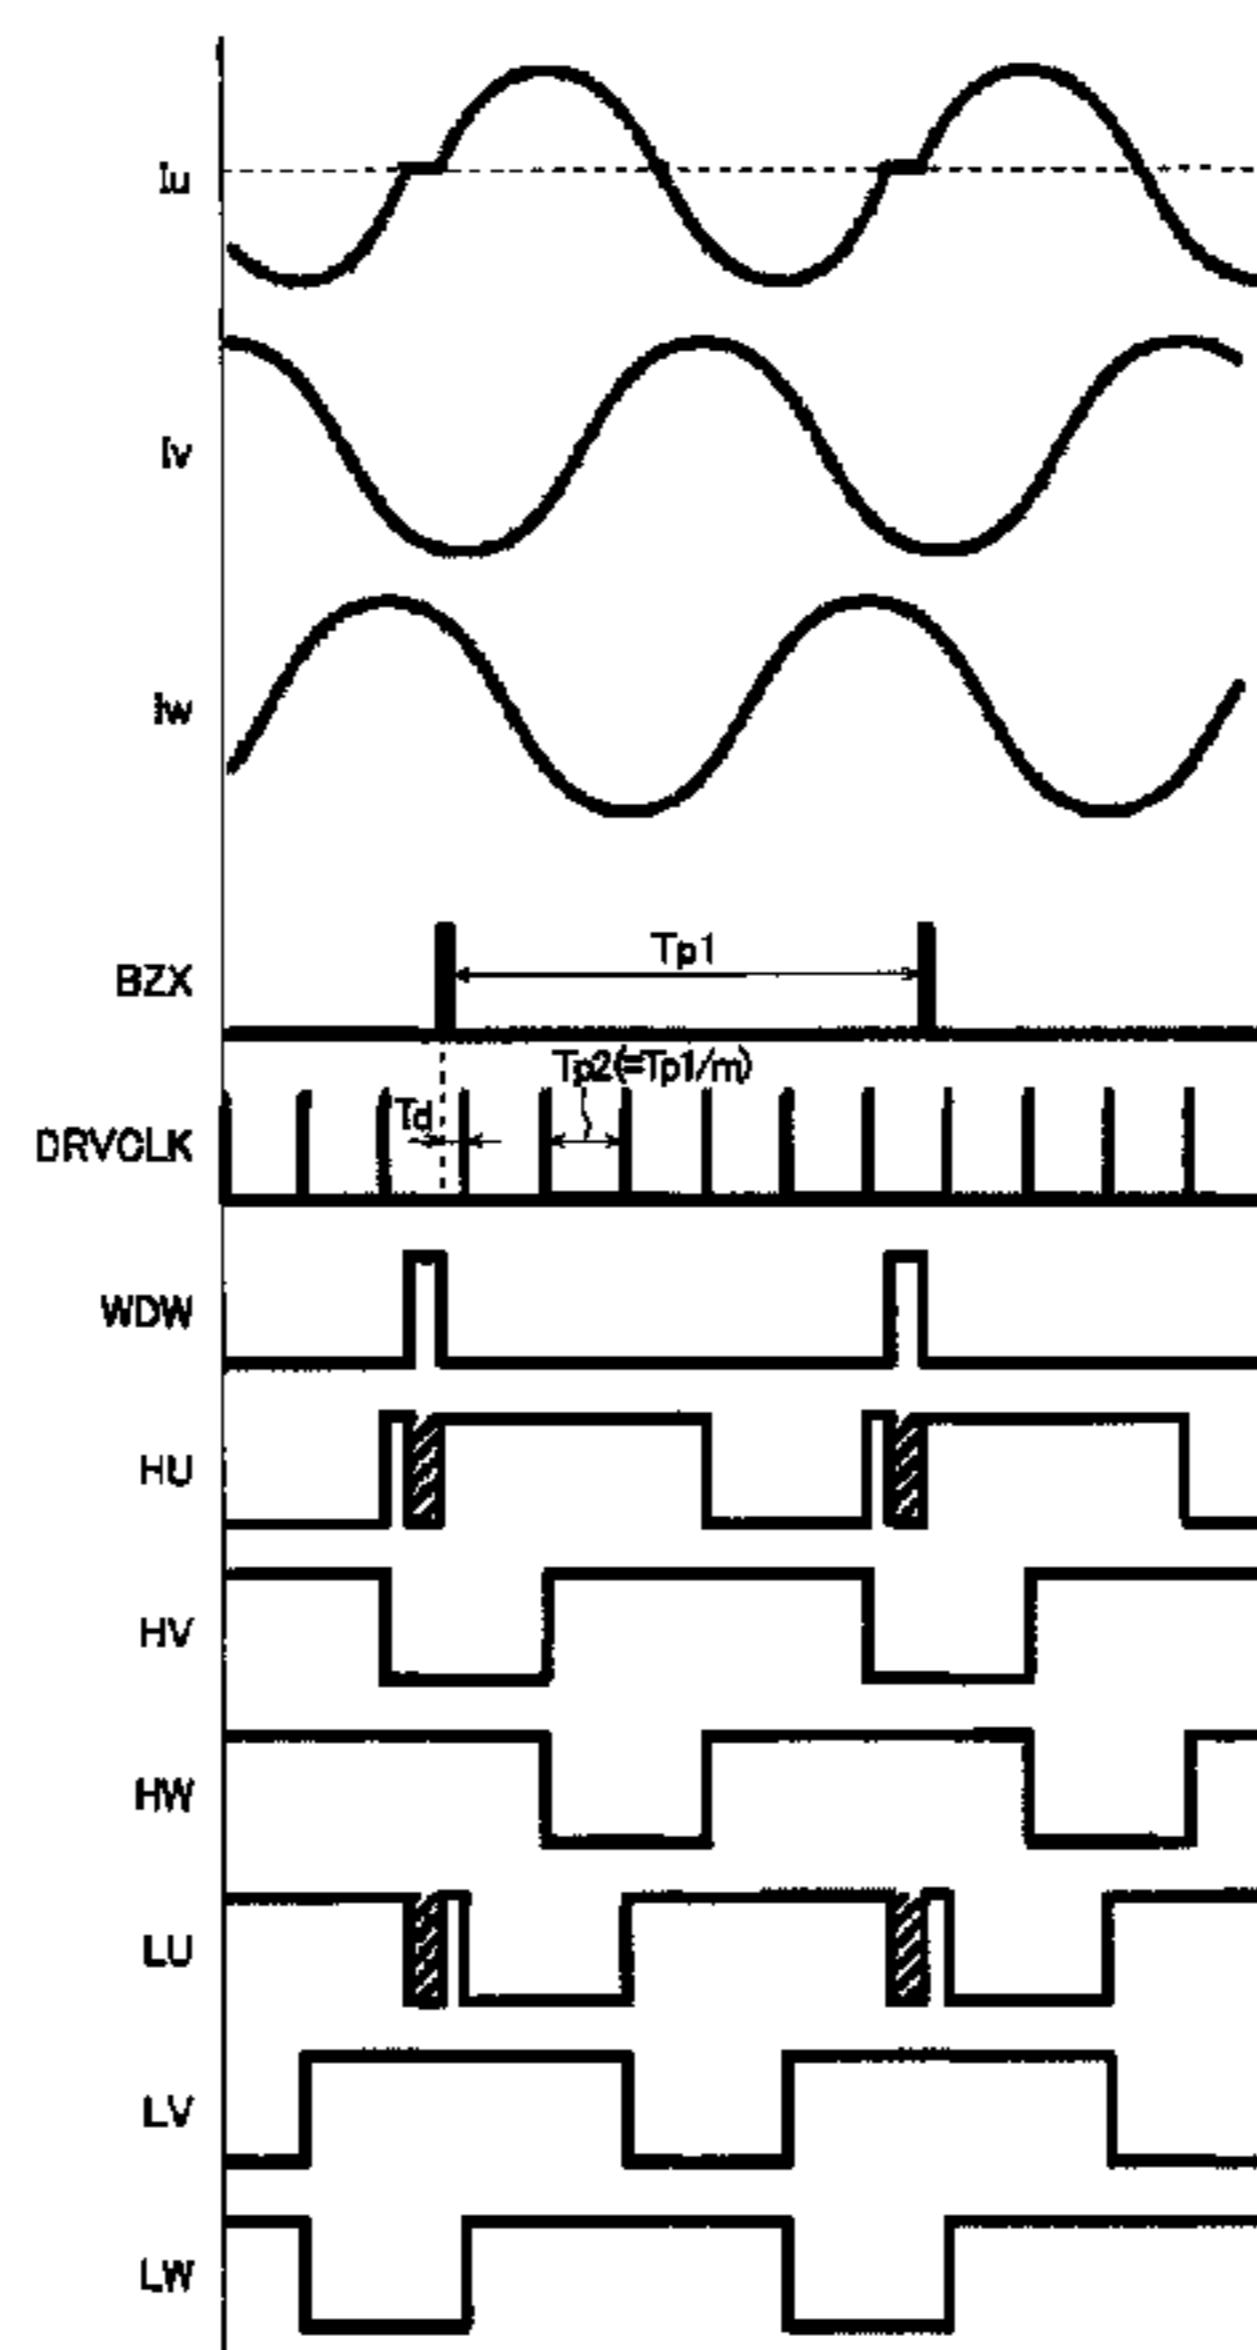 Iu
Iv
Iw
BZX
Tp1
Tp2(=Tp1/m)
Td
DRVCLK
WDW
HU
HV
HW
LU
LV
LW